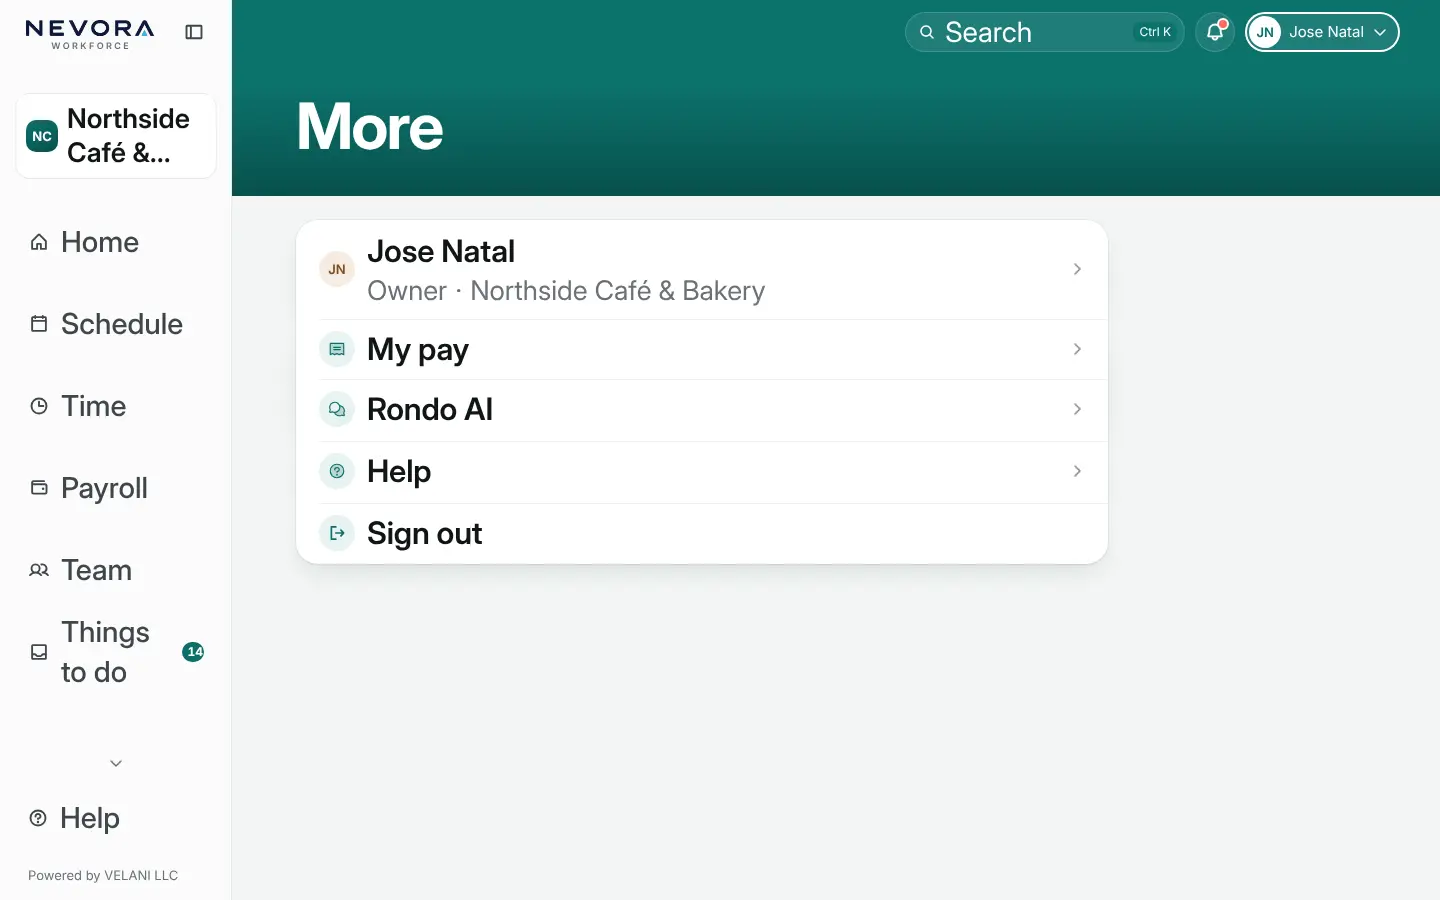 NEVORA
WORKFORCE
Search
Ctrl K
JN
Jose Natal
NC
Northside
Café &...
More
Home
Schedule
Time
Payroll
Team
Things
to do
14
Help
Powered by VELANI LLC
JN
Jose Natal
Owner · Northside Café & Bakery
My pay
Rondo AI
Help
Sign out